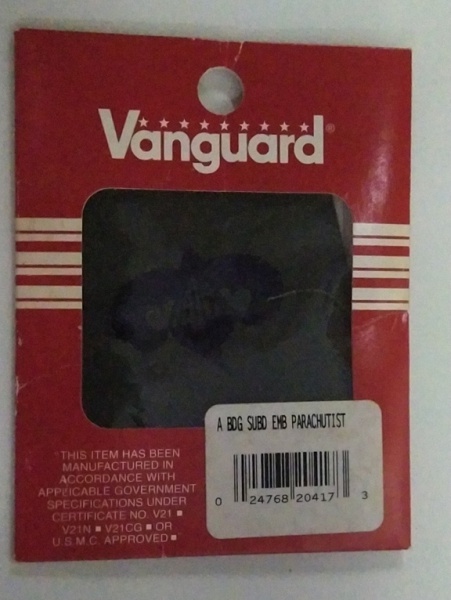 Vanguard®
A BDG SUBD EMB PARACHUTIST
0 24768 20417 3
"THIS ITEM HAS BEEN
MANUFACTURED IN
ACCORDANCE WITH
APPLICABLE GOVERNMENT
SPECIFICATIONS UNDER
CERTIFICATE NO. V21 ■
V21N ■ V21CG ■ OR
U.S.M.C. APPROVED■"